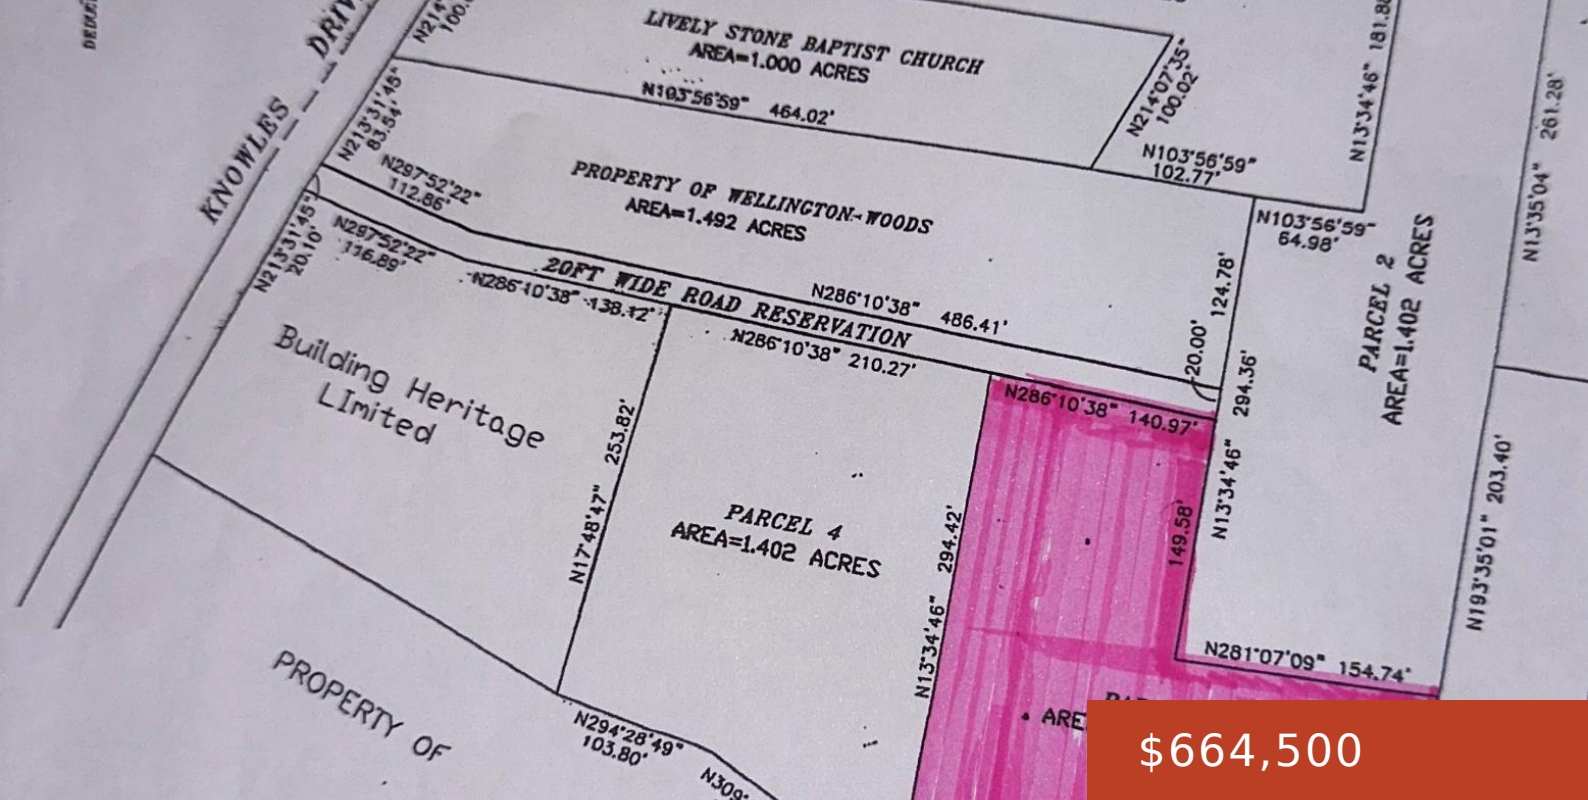 DRIV
KNOWLES
LIVELY STONE BAPTIST CHURCH
AREA=1.000 ACRES
N103°56'59" 464.02'
N214°07'35"
100.02'
N13°34'46" 181.88
N103°56'59"
102.77'
N213°31'45"
83.54'
N297°52'22"
112.86'
PROPERTY OF WELLINGTON-WOODS
AREA=1.492 ACRES
N103°56'59"
64.98'
N13°35'04" 261.28'
PARCEL 2
AREA=1.402 ACRES
N213°31'45"
20.10'
N297°52'22"
116.89'
N286°10'38" 138.12'
20FT WIDE ROAD RESERVATION
N286°10'38" 486.41'
20.00'
124.78'
N286°10'38" 210.27'
N286°10'38" 140.97'
N13°34'46" 294.36'
Building Heritage
LImited
N17°48'47" 253.82'
PARCEL 4
AREA=1.402 ACRES
N13°34'46" 294.42'
149.58'
N193°35'01" 203.40'
N281°07'09" 154.74'
PROPERTY OF
N294°28'49"
103.80'
N309°
ARE
$664,500